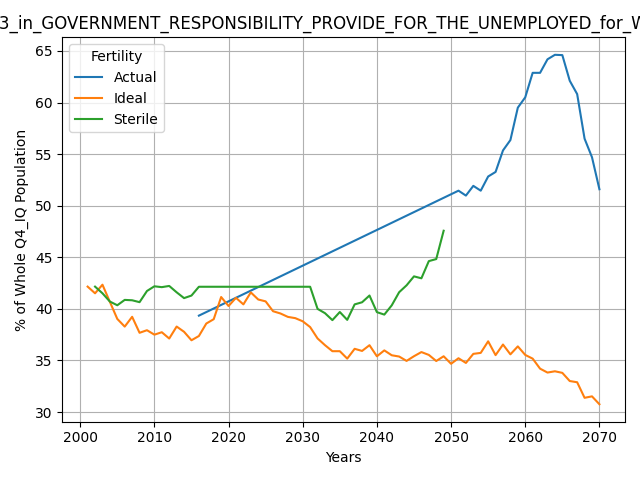 3_in_GOVERNMENT_RESPONSIBILITY_PROVIDE_FOR_THE_UNEMPLOYED_for_W
Fertility
Actual
Ideal
Sterile
% of Whole Q4_IQ Population
65
60
55
50
45
40
35
30
2000 2010 2020 2030 2040 2050 2060 2070
Years